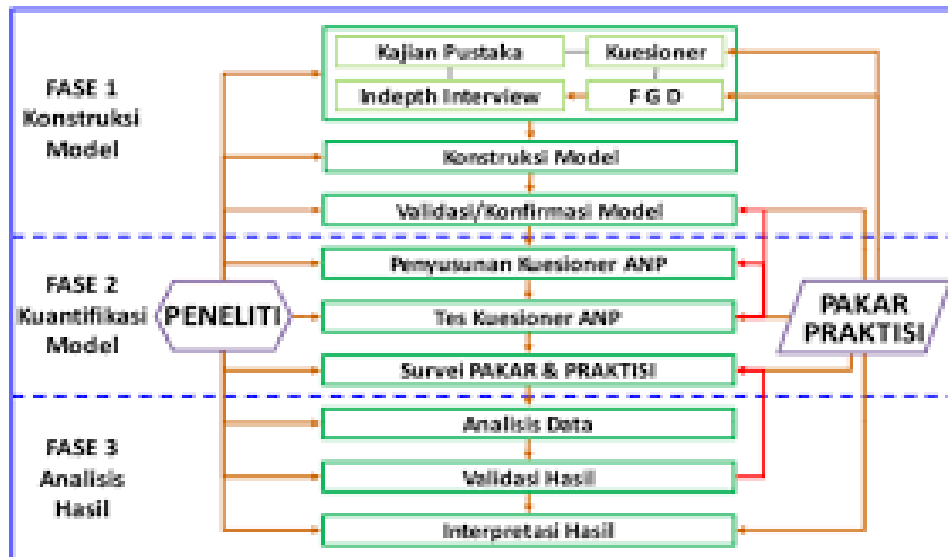 FASE 1
Konstruksi
Model
Kajian Pustaka
Kuesioner
Indepth Interview
F G D
Konstruksi Model
Validasi/Konfirmasi Model
FASE 2
Kuantifikasi
Model
PENELITI
Penyusunan Kuesioner ANP
Tes Kuesioner ANP
Survei PAKAR & PRAKTISI
PAKAR
PRAKTISI
FASE 3
Analisis
Hasil
Analisis Data
Validasi Hasil
Interpretasi Hasil